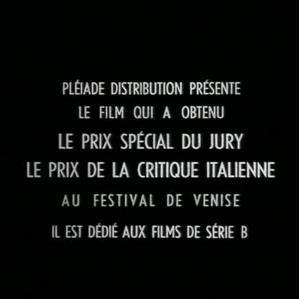 PLÉIADE DISTRIBUTION PRÉSENTE
LE FILM QUI A OBTENU
LE PRIX SPÉCIAL DU JURY
LE PRIX DE LA CRITIQUE ITALIENNE
AU FESTIVAL DE VENISE
IL EST DÉDIÉ AUX FILMS DE SÉRIE B